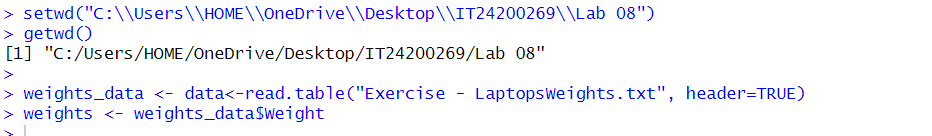 > setwd("C:\\Users\\HOME\\OneDrive\\Desktop\\IT24200269\\Lab 08")
> getwd()
[1] "C:/Users/HOME/OneDrive/Desktop/IT24200269/Lab 08"
>
> weights_data <- data<-read.table("Exercise - LaptopsWeights.txt", header=TRUE)
> weights <- weights_data$Weight
>